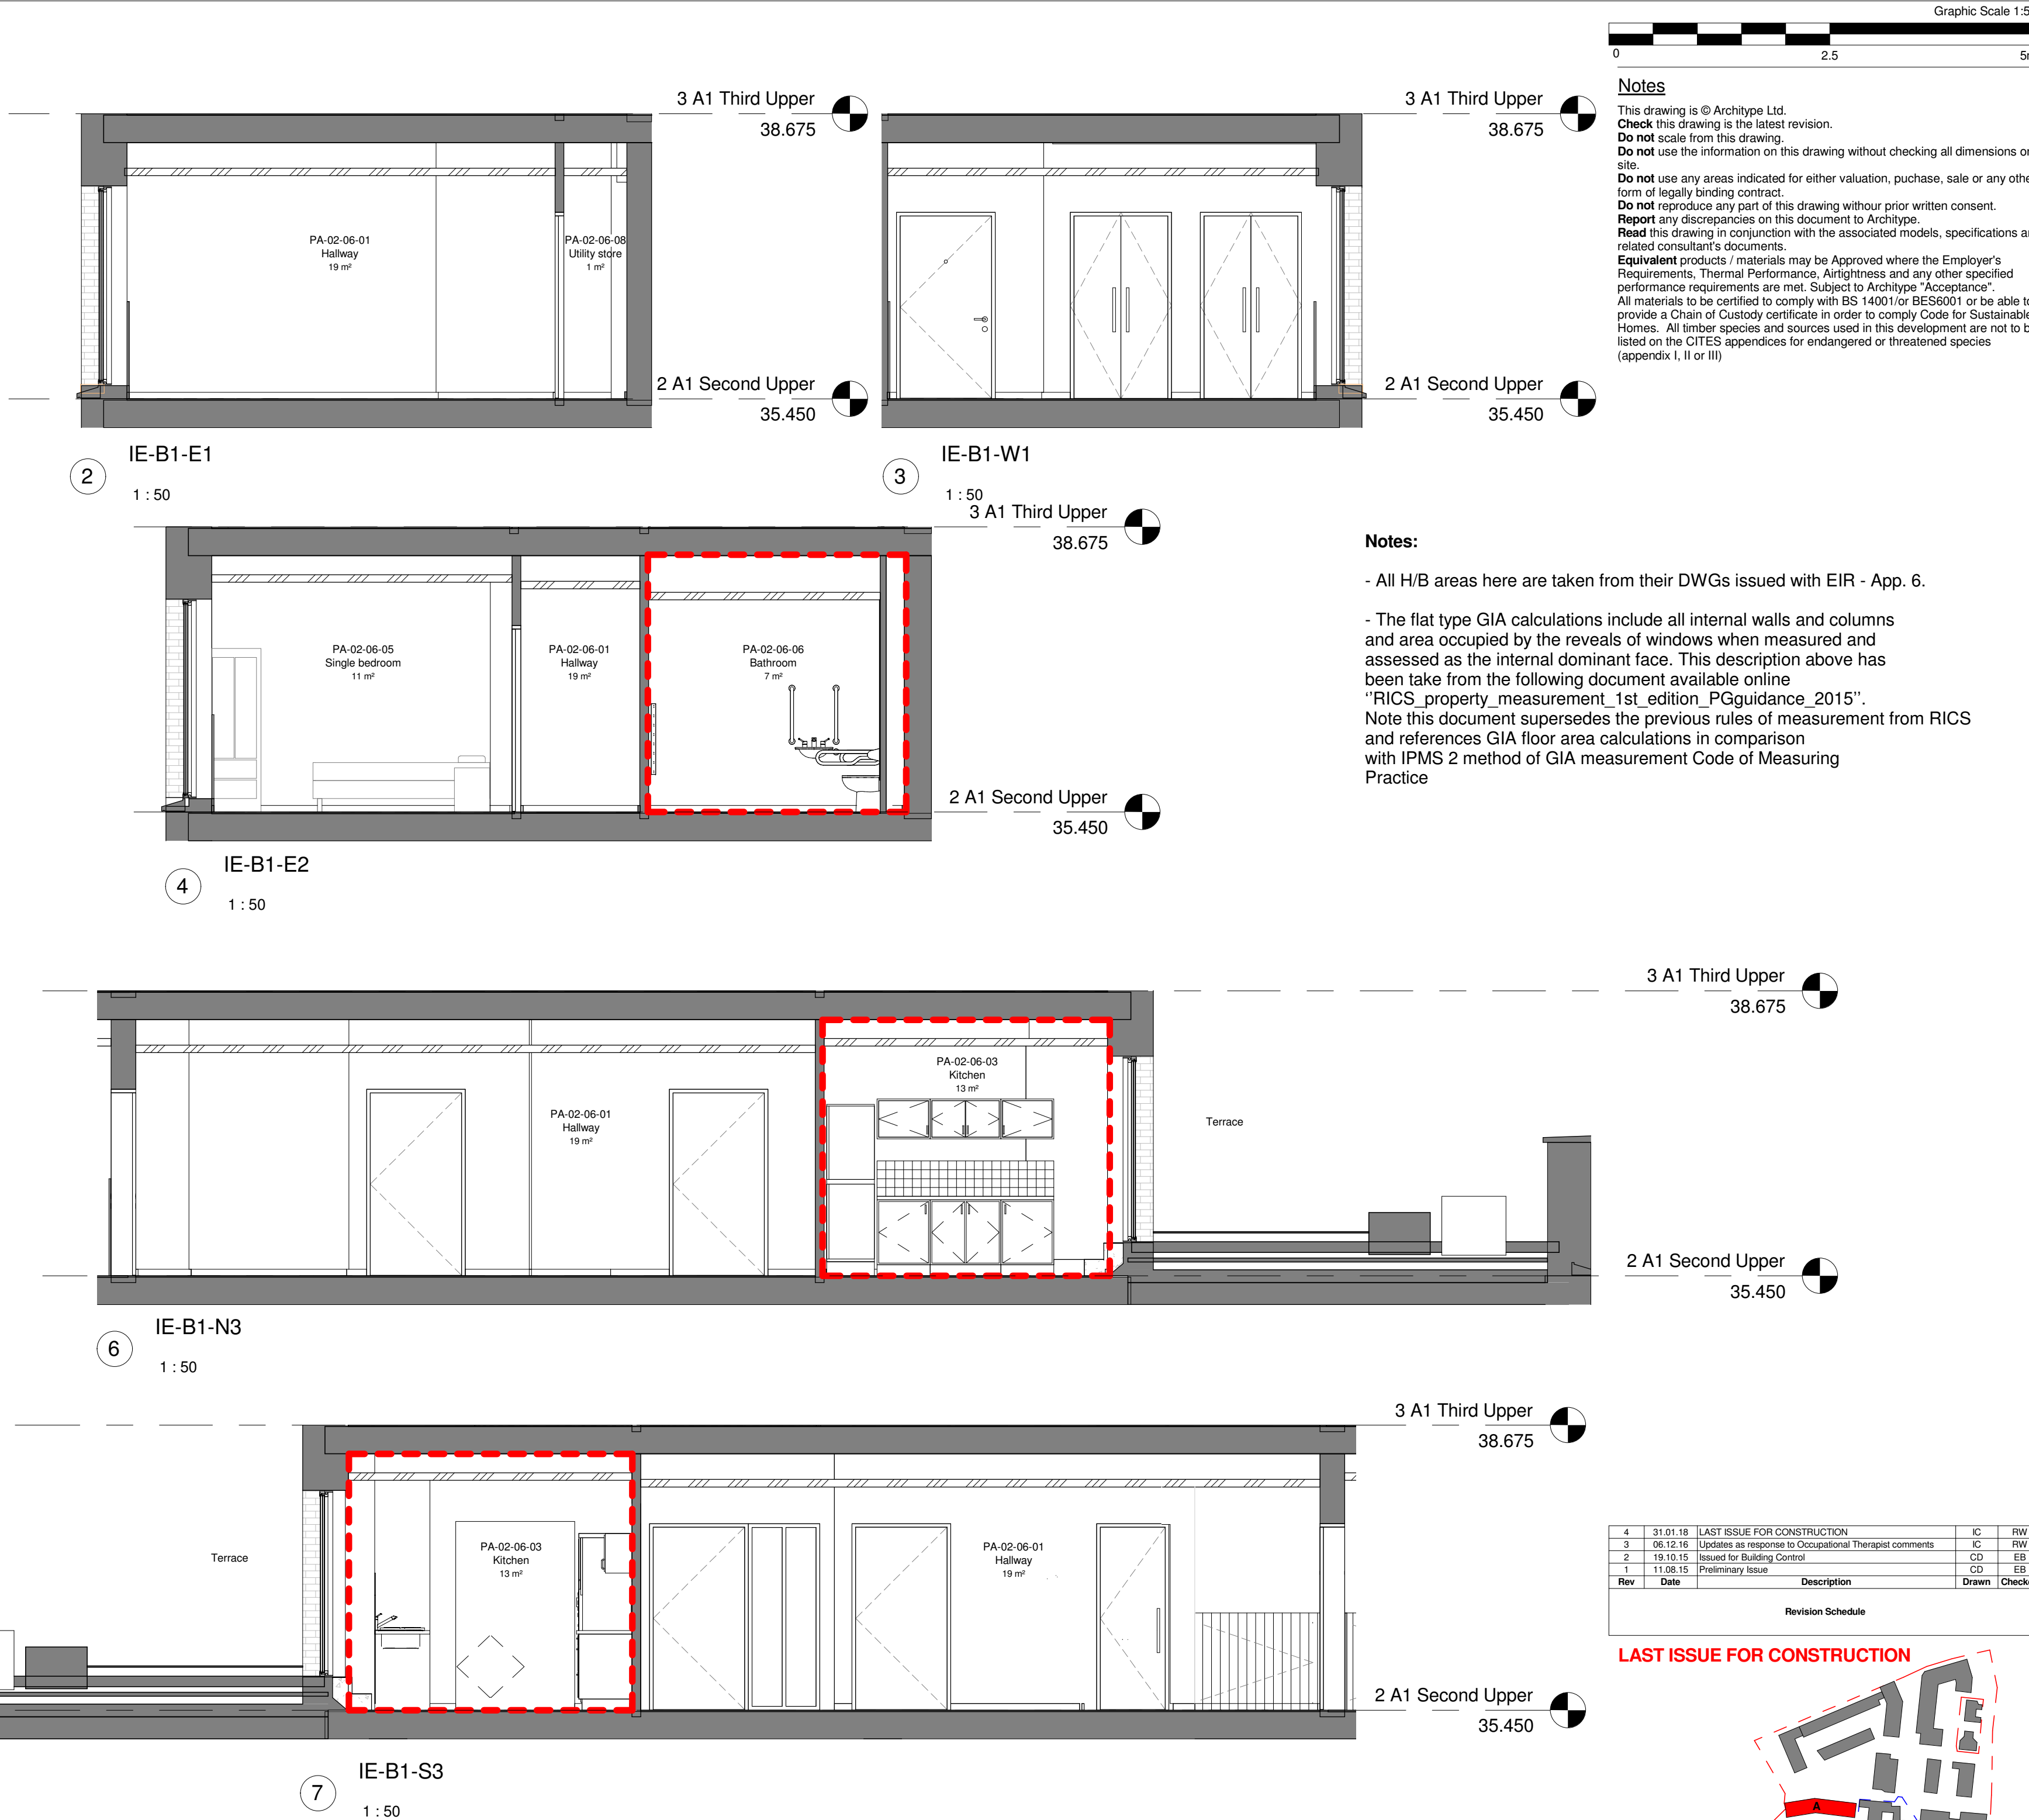 Graphic Scale 1:5
0
2.5
Notes
This drawing is © Architype Ltd.
Check this drawing is the latest revision.
Do not scale from this drawing.
Do not use the information on this drawing without checking all dimensions
site.
Do not use any areas indicated for either valuation, puchase, sale or any
form of legally binding contract.
Do not reproduce any part of this drawing withour prior written consent.
Report any discrepancies on this document to Architype.
Read this drawing in conjunction with the associated models, specifications
related consultant's documents.
Equivalent products / materials may be Approved where the Employer's
Requirements, Thermal Performance, Airtightness and any other specified
performance requirements are met. Subject to Architype "Acceptance".
All materials to be certified to comply with BS 14001/or BES6001 or be able
provide a Chain of Custody certificate in order to comply Code for Sustainable
Homes. All timber species and sources used in this development are not to
listed on the CITES appendices for endangered or threatened species
(appendix I, II or III)
3 A1 Third Upper
38.675
PA-02-06-01
Hallway
19 m²
PA-02-06-08
Utility store
1 m²
2 A1 Second Upper
35.450
2
IE-B1-E1
1 : 50
3 A1 Third Upper
38.675
2 A1 Second Upper
35.450
3
IE-B1-W1
1 : 50
3 A1 Third Upper
38.675
PA-02-06-05
Single bedroom
11 m²
PA-02-06-01
Hallway
19 m²
PA-02-06-06
Bathroom
7 m²
2 A1 Second Upper
35.450
4
IE-B1-E2
1 : 50
Notes:
- All H/B areas here are taken from their DWGs issued with EIR - App. 6.
- The flat type GIA calculations include all internal walls and columns
and area occupied by the reveals of windows when measured and
assessed as the internal dominant face. This description above has
been take from the following document available online
‘’RICS_property_measurement_1st_edition_PGguidance_2015’’.
Note this document supersedes the previous rules of measurement from RICS
and references GIA floor area calculations in comparison
with IPMS 2 method of GIA measurement Code of Measuring
Practice
3 A1 Third Upper
38.675
PA-02-06-01
Hallway
19 m²
PA-02-06-03
Kitchen
13 m²
Terrace
2 A1 Second Upper
35.450
6
IE-B1-N3
1 : 50
3 A1 Third Upper
38.675
Terrace
PA-02-06-03
Kitchen
13 m²
PA-02-06-01
Hallway
19 m²
2 A1 Second Upper
35.450
7
IE-B1-S3
1 : 50
4 31.01.18 LAST ISSUE FOR CONSTRUCTION IC RW
3 06.12.16 Updates as response to Occupational Therapist comments IC RW
2 19.10.15 Issued for Building Control CD EB
1 11.08.15 Preliminary Issue CD EB
Rev Date Description Drawn Check
Revision Schedule
LAST ISSUE FOR CONSTRUCTION
A